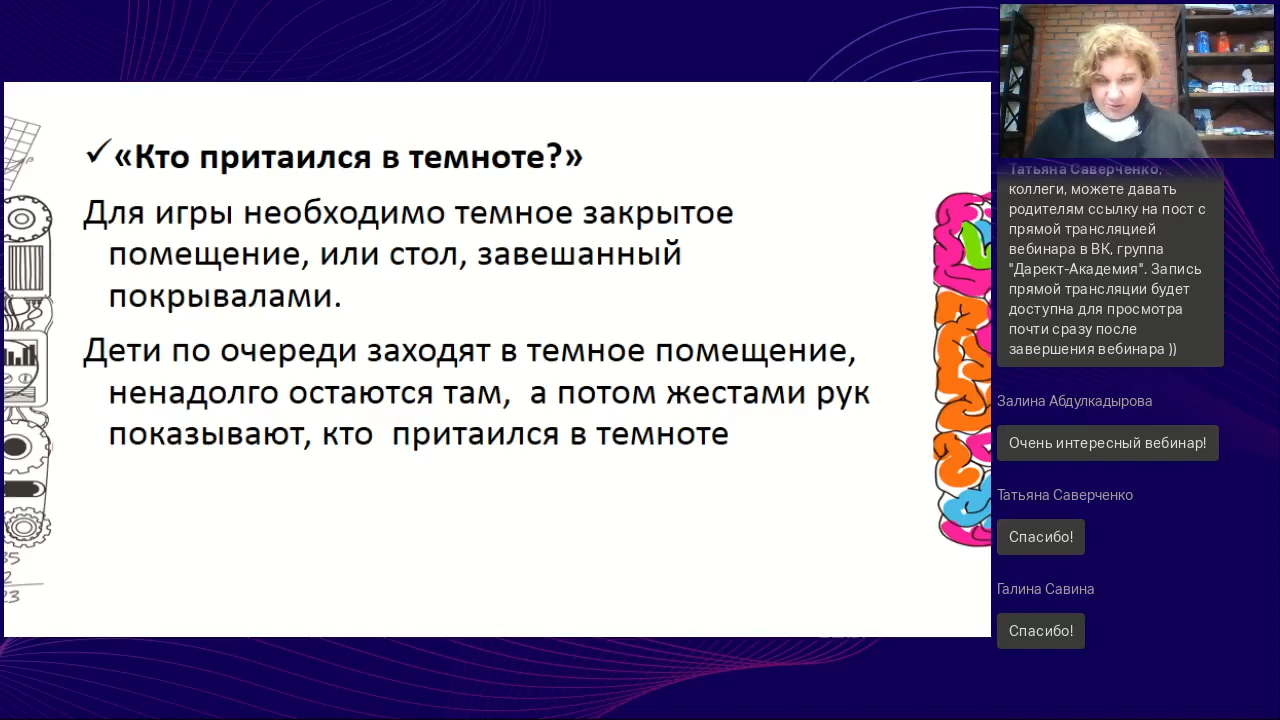 «Кто притаился в темноте?»
Для игры необходимо темное закрытое
помещение, или стол, завешанный
покрывалами.
Дети по очереди заходят в темное помещение,
ненадолго остаются там,  а потом жестами рук
показывают, кто  притаился в темноте
Татьяна Саверченко,
коллеги, можете давать
родителям ссылку на пост с
прямой трансляцией
вебинара в ВК, группа
"Дарект-Академия". Запись
прямой трансляции будет
доступна для просмотра
почти сразу после
завершения вебинара ))
Залина Абдулкадырова
Очень интересный вебинар!
Татьяна Саверченко
Спасибо!
Галина Савина
Спасибо!